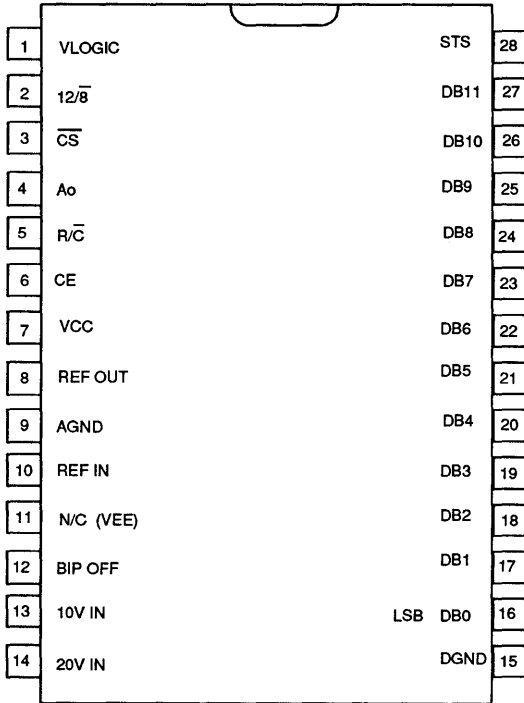 1 VLOGIC STS 28
2 12/8̅ DB11 27
3 C̅S̅ DB10 26
4 Ao DB9 25
5 R/C̅ DB8 24
6 CE DB7 23
7 VCC DB6 22
8 REF OUT DB5 21
9 AGND DB4 20
10 REF IN DB3 19
11 N/C (VEE) DB2 18
12 BIP OFF DB1 17
13 10V IN LSB DB0 16
14 20V IN DGND 15